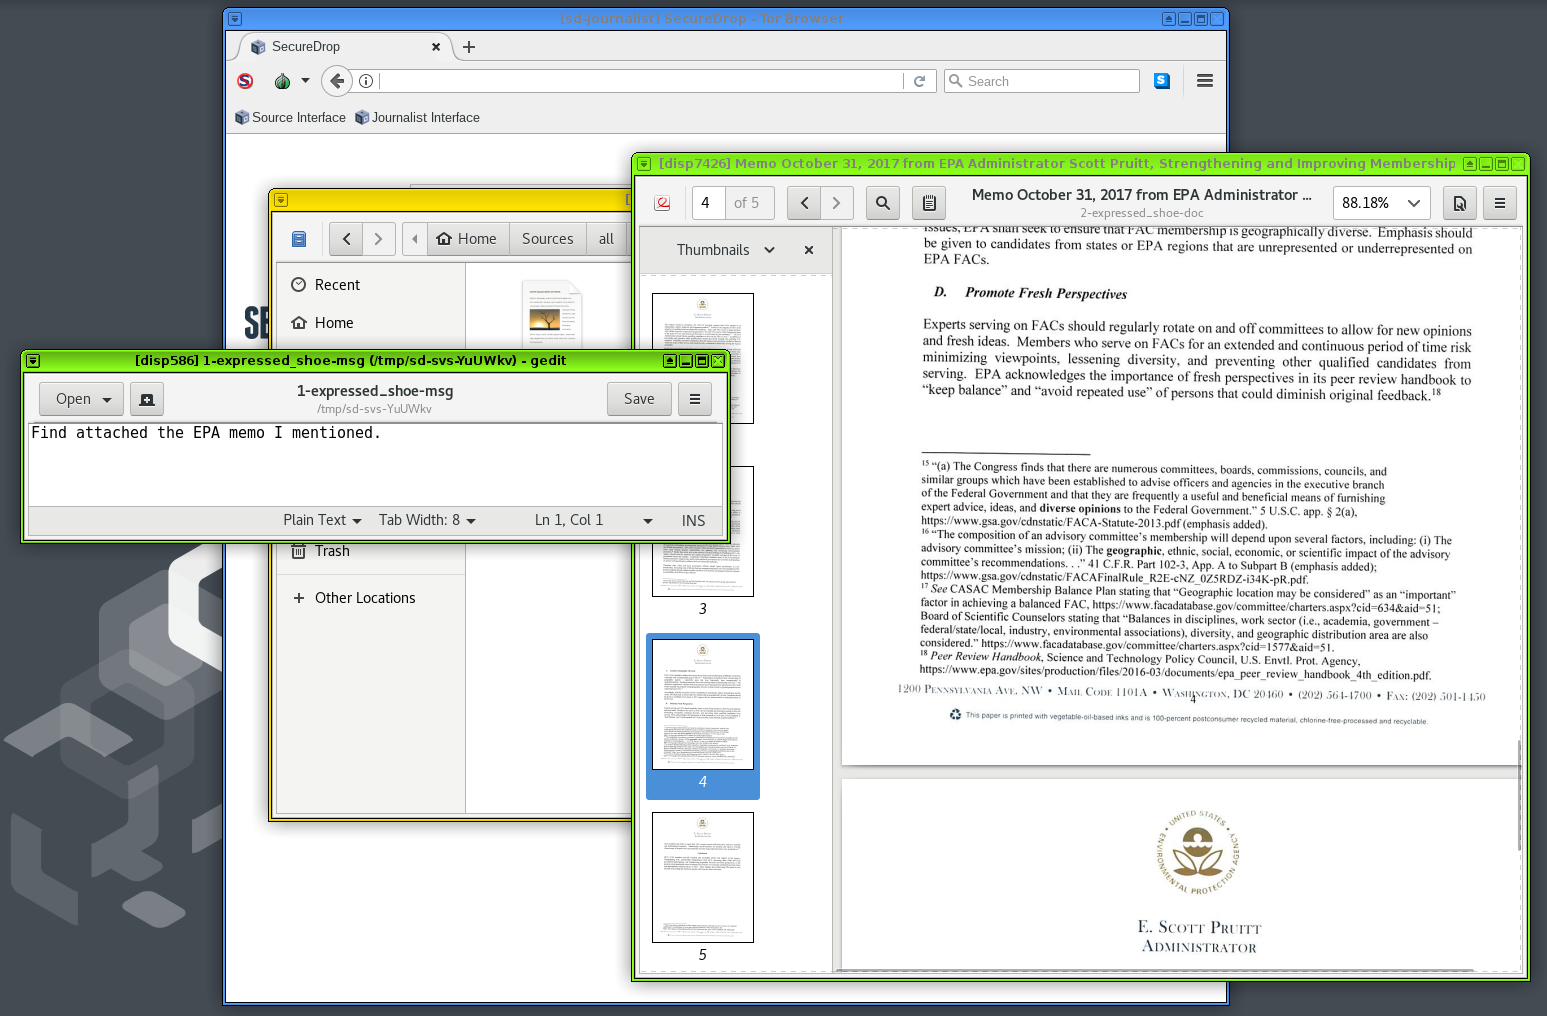 [sd-journalist] SecureDrop - Tor Browser
SecureDrop
Search
Source Interface
Journalist Interface
SE
Home
Sources
all
Recent
Home
Trash
Other Locations
[disp586] 1-expressed_shoe-msg (/tmp/sd-svs-YuUWkv) - gedit
Open
1-expressed_shoe-msg
/tmp/sd-svs-YuUWkv
Save
Find attached the EPA memo I mentioned.
Plain Text
Tab Width: 8
Ln 1, Col 1
INS
[disp7426] Memo October 31, 2017 from EPA Administrator Scott Pruitt, Strengthening and Improving Membership
4
of 5
Memo October 31, 2017 from EPA Administrator ...
2-expressed_shoe-doc
88.18%
Thumbnails
3
4
5
issues, EPA shall seek to ensure that FAC membership is geographically diverse. Emphasis should
be given to candidates from states or EPA regions that are unrepresented or underrepresented on
EPA FACs.
D. Promote Fresh Perspectives
Experts serving on FACs should regularly rotate on and off committees to allow for new opinions
and fresh ideas. Members who serve on FACs for an extended and continuous period of time risk
minimizing viewpoints, lessening diversity, and preventing other qualified candidates from
serving. EPA acknowledges the importance of fresh perspectives in its peer review handbook to
“keep balance” and “avoid repeated use” of persons that could diminish original feedback.18
15 “(a) The Congress finds that there are numerous committees, boards, commissions, councils, and
similar groups which have been established to advise officers and agencies in the executive branch
of the Federal Government and that they are frequently a useful and beneficial means of furnishing
expert advice, ideas, and diverse opinions to the Federal Government.” 5 U.S.C. app. § 2(a),
https://www.gsa.gov/cdnstatic/FACA-Statute-2013.pdf (emphasis added).
16 “The composition of an advisory committee’s membership will depend upon several factors, including: (i) The
advisory committee’s mission; (ii) The geographic, ethnic, social, economic, or scientific impact of the advisory
committee’s recommendations. . .” 41 C.F.R. Part 102-3, App. A to Subpart B (emphasis added);
https://www.gsa.gov/cdnstatic/FACAFinalRule_R2E-cNZ_0Z5RDZ-i34K-pR.pdf.
17 See CASAC Membership Balance Plan stating that “Geographic location may be considered” as an “important”
factor in achieving a balanced FAC, https://www.facadatabase.gov/committee/charters.aspx?cid=634&aid=51;
Board of Scientific Counselors stating that “Balances in disciplines, work sector (i.e., academia, government –
federal/state/local, industry, environmental associations), diversity, and geographic distribution area are also
considered.” https://www.facadatabase.gov/committee/charters.aspx?cid=1577&aid=51.
18 Peer Review Handbook, Science and Technology Policy Council, U.S. Envtl. Prot. Agency,
https://www.epa.gov/sites/production/files/2016-03/documents/epa_peer_review_handbook_4th_edition.pdf.
1200 Pennsylvania Ave, NW • Mail Code 1101A • Washington, DC 20460 • (202) 564-4700 • Fax: (202) 501-1450
4
This paper is printed with vegetable-oil-based inks and is 100-percent postconsumer recycled material, chlorine-free-processed and recyclable.
UNITED STATES
ENVIRONMENTAL PROTECTION AGENCY
E. Scott Pruitt
Administrator